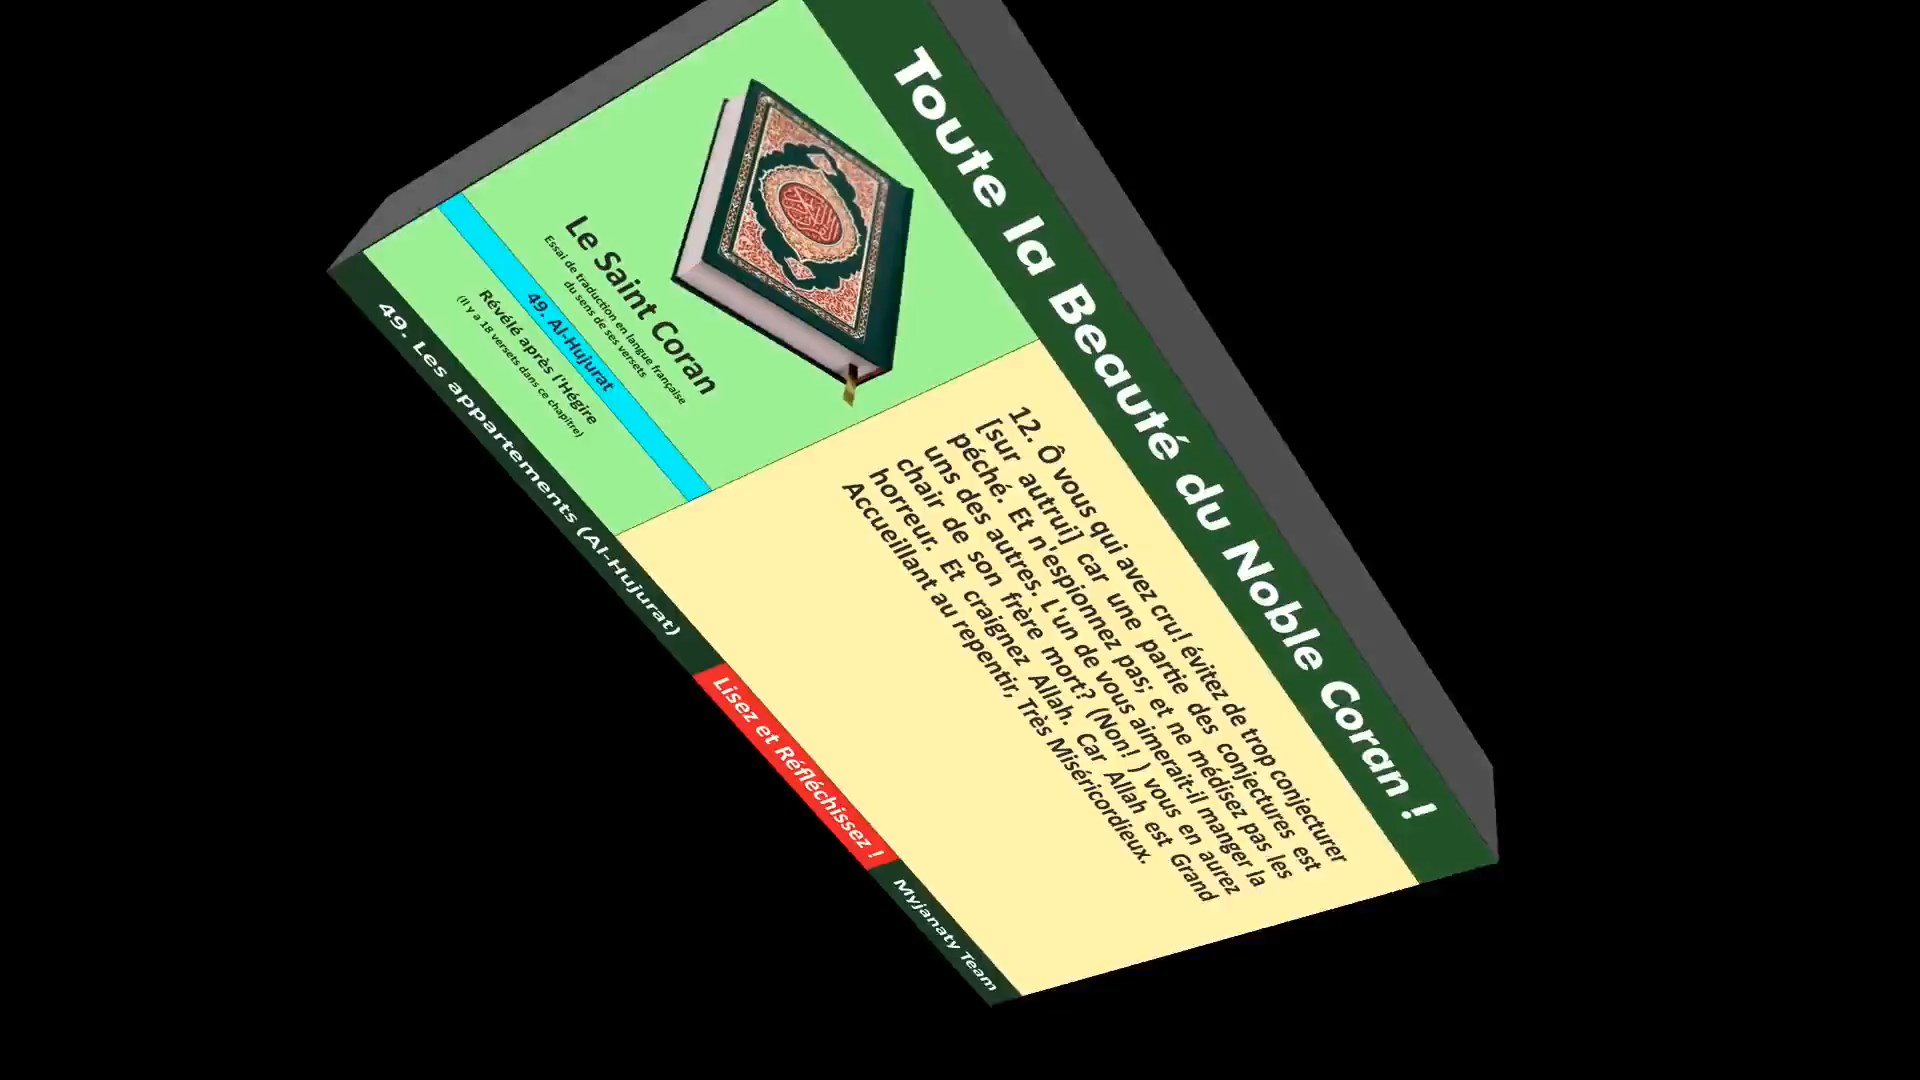 Toute la Beauté du Noble Coran !
Le Saint Coran
Essai de traduction en langue française
du sens de ses versets
49. Al-Hujurat
Révélé après l'Hégire
(Il y a 18 versets dans ce chapitre)
12. Ô vous qui avez cru! évitez de trop conjecturer
[sur autrui] car une partie des conjectures est
péché. Et n'espionnez pas; et ne médisez pas les
uns des autres. L'un de vous aimerait-il manger la
chair de son frère mort? (Non! ) vous en aurez
horreur. Et craignez Allah. Car Allah est Grand
Accueillant au repentir, Très Miséricordieux.
49. Les appartements (Al-Hujurat)
Lisez et Réfléchissez !
Myjanaty Team